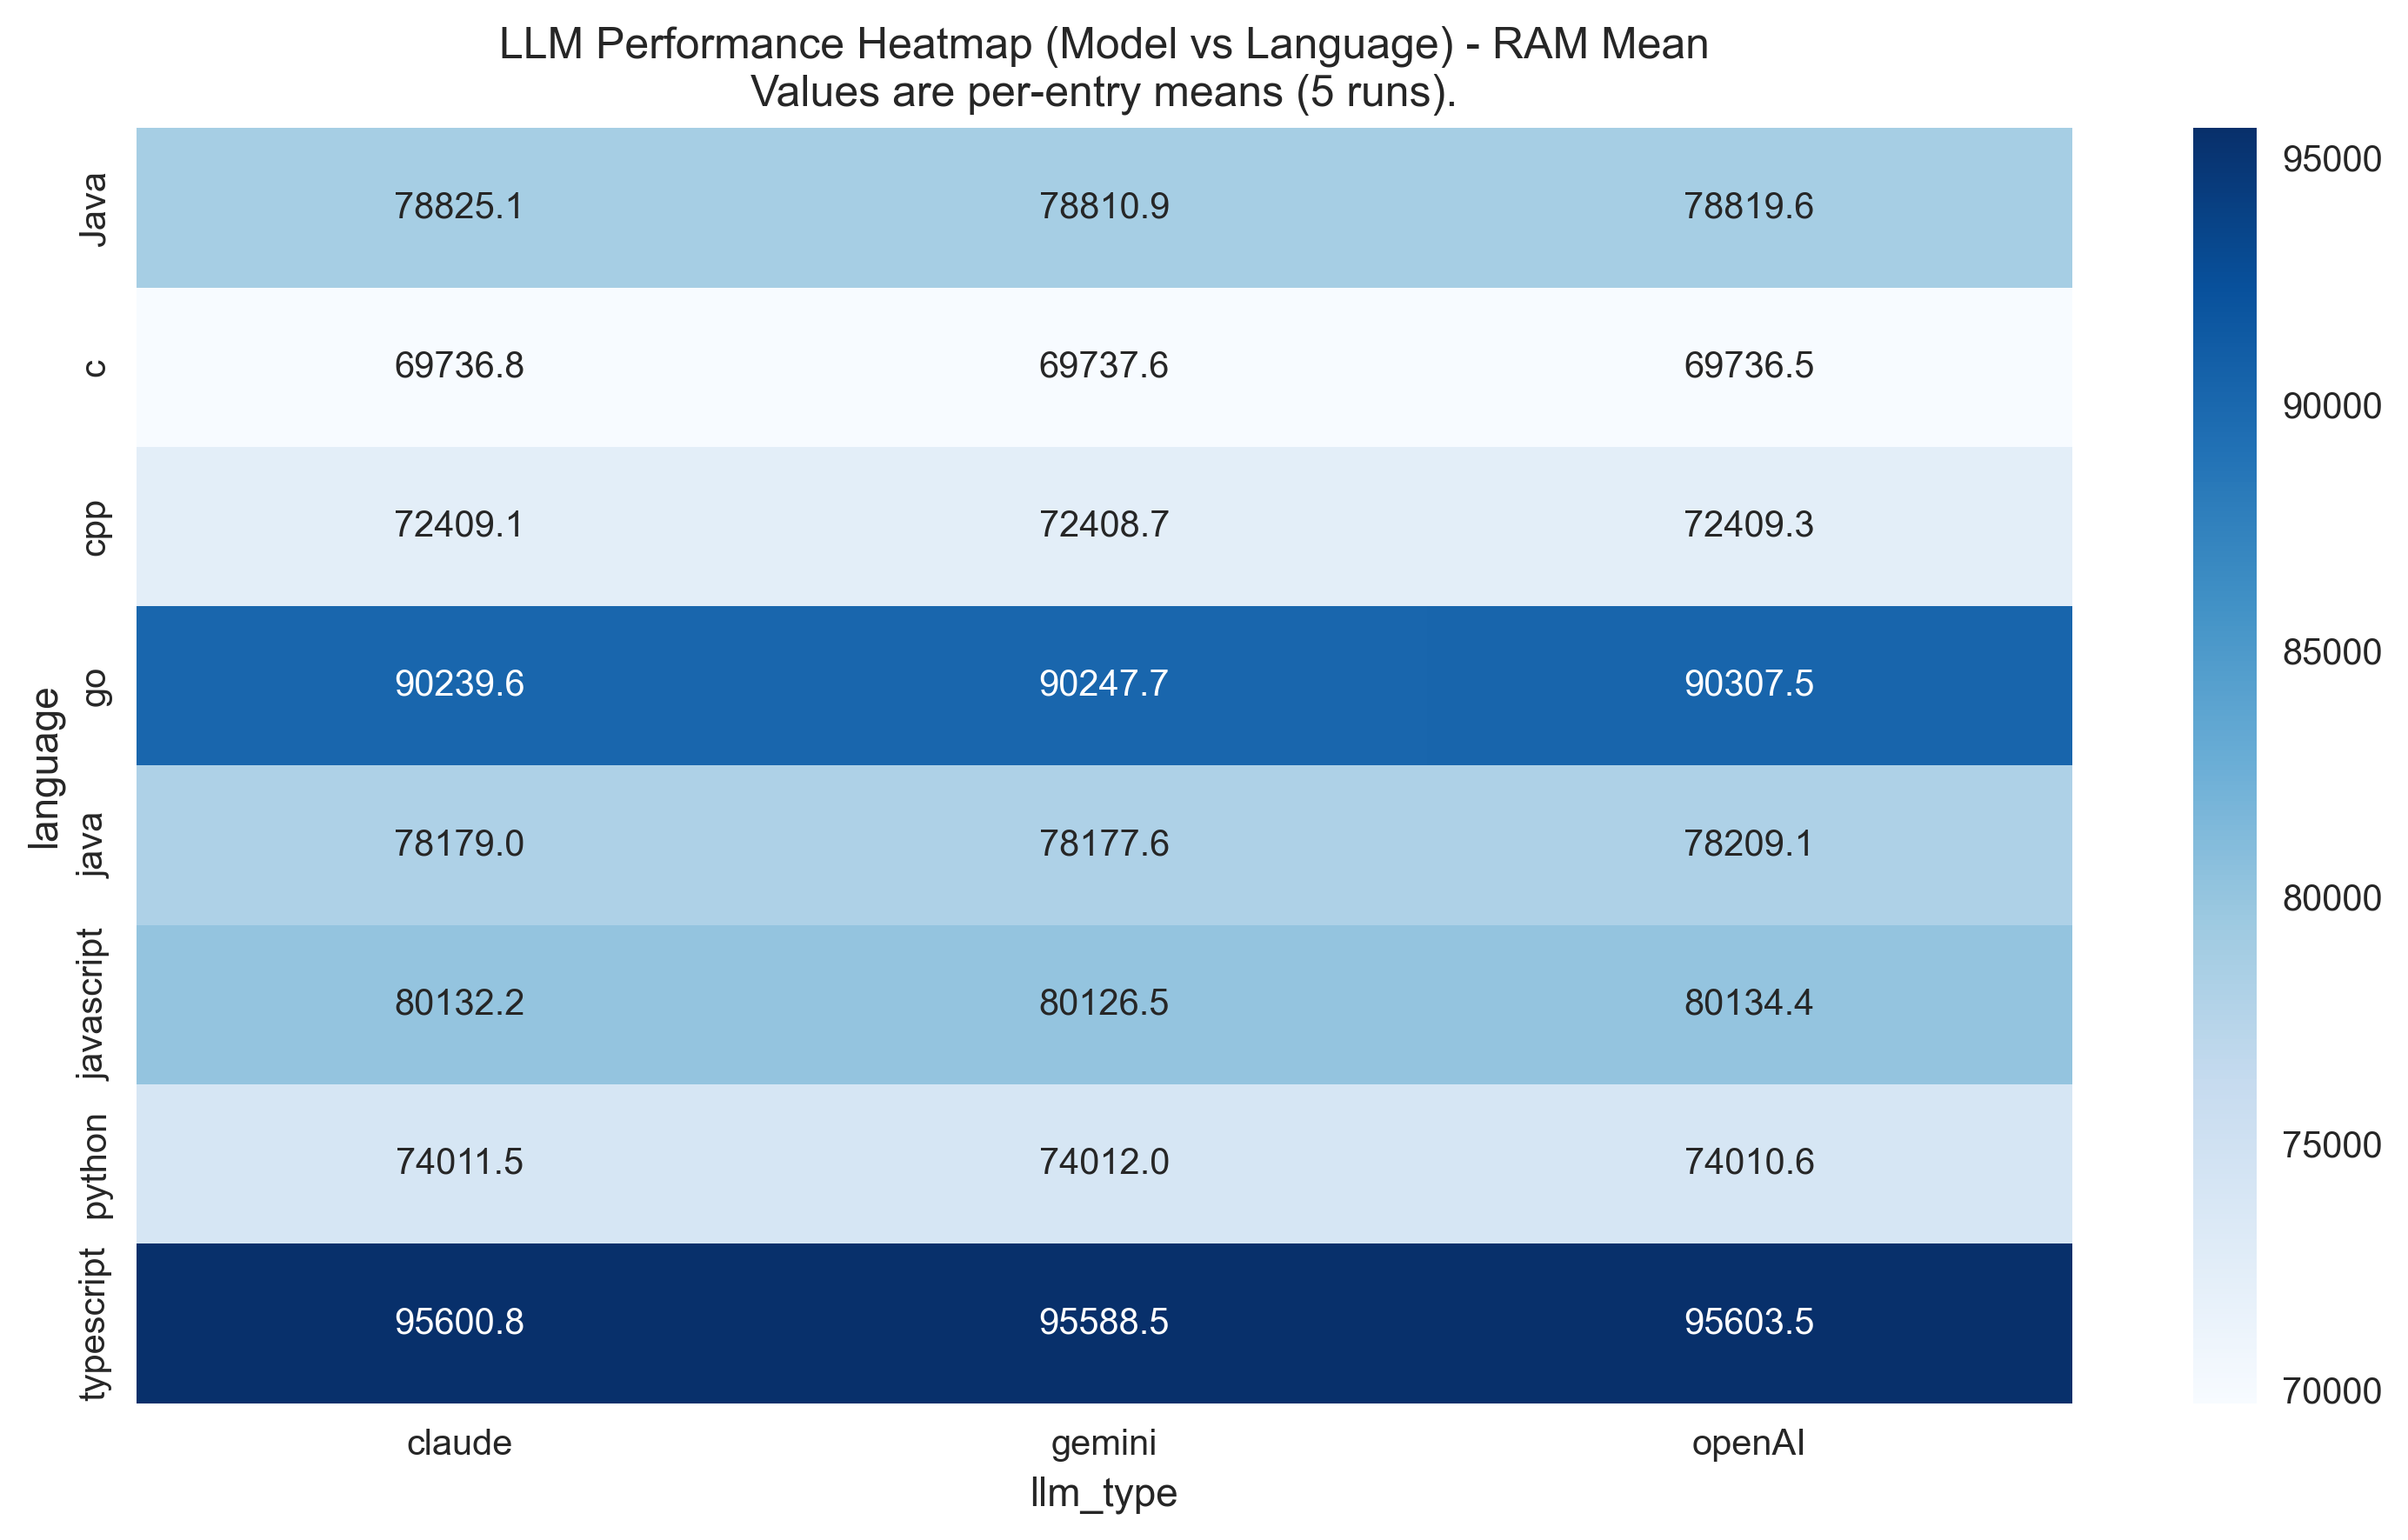 LLM Performance Heatmap (Model vs Language) - RAM Mean
Values are per-entry means (5 runs).
language
Java 78825.1 78810.9 78819.6
c 69736.8 69737.6 69736.5
cpp 72409.1 72408.7 72409.3
go 90239.6 90247.7 90307.5
java 78179.0 78177.6 78209.1
javascript 80132.2 80126.5 80134.4
python 74011.5 74012.0 74010.6
typescript 95600.8 95588.5 95603.5
claude gemini openAI
llm_type
95000
90000
85000
80000
75000
70000